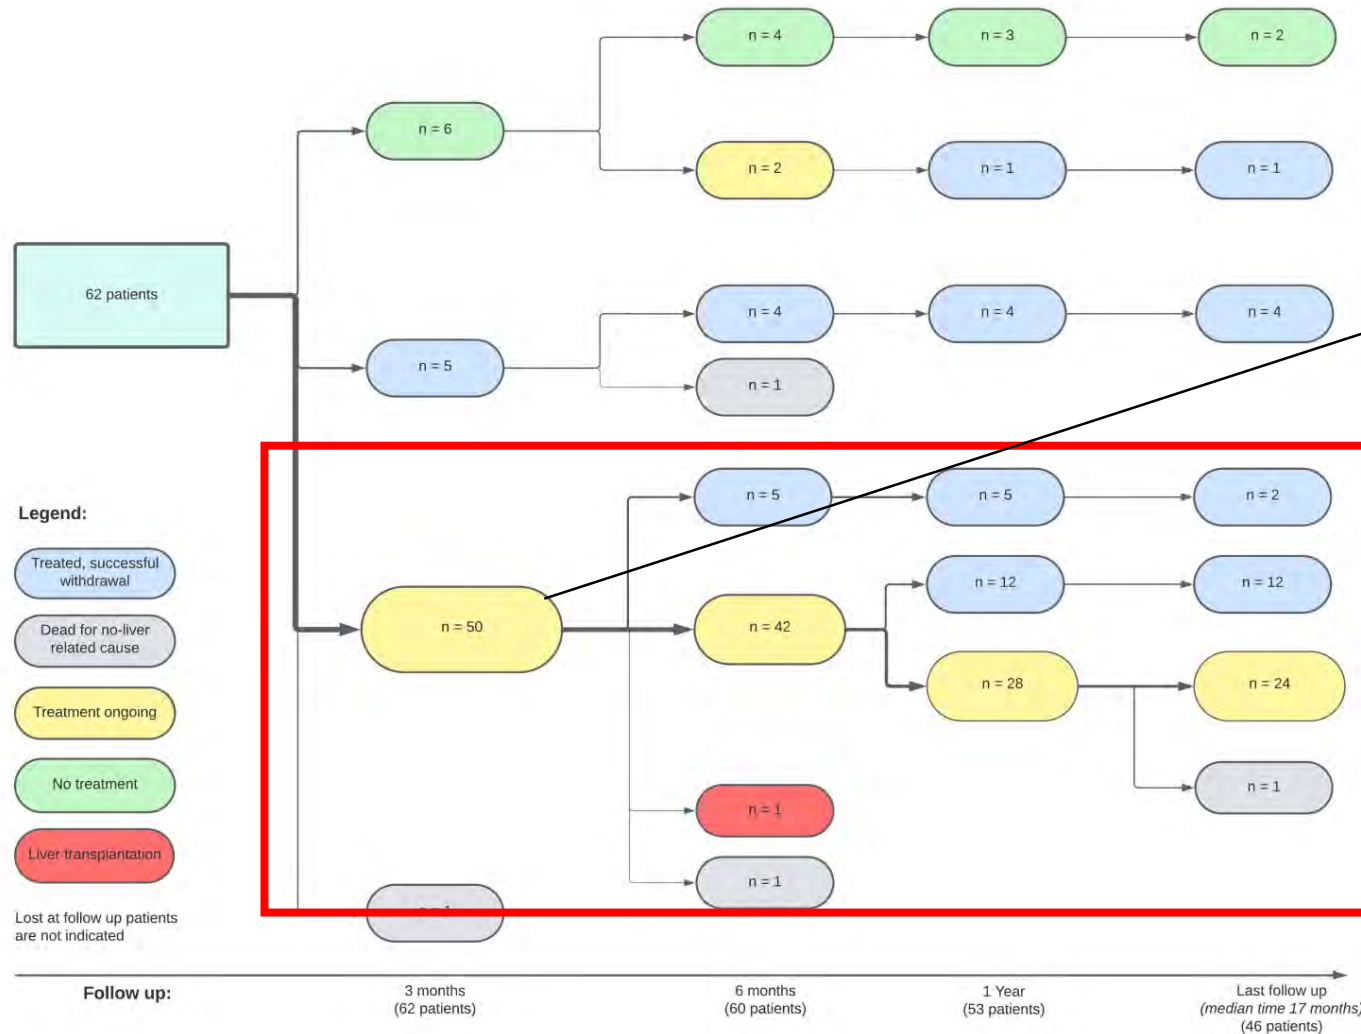 n = 4
n = 3
n = 2
n = 6
n = 2
n = 1
n = 1
62 patients
n = 4
n = 4
n = 4
n = 5
n = 1
n = 5
n = 5
n = 2
Legend:
Treated, successful
withdrawal
n = 12
n = 12
Dead for no-liver
related cause
n = 50
n = 42
n = 28
n = 24
Treatment ongoing
No treatment
n = 1
n = 1
Liver transplantation
n = 1
Lost at follow up patients
are not indicated
Follow up:
3 months
(62 patients)
6 months
(60 patients)
1 Year
(53 patients)
Last follow up
(median time 17 months)
(46 patients)